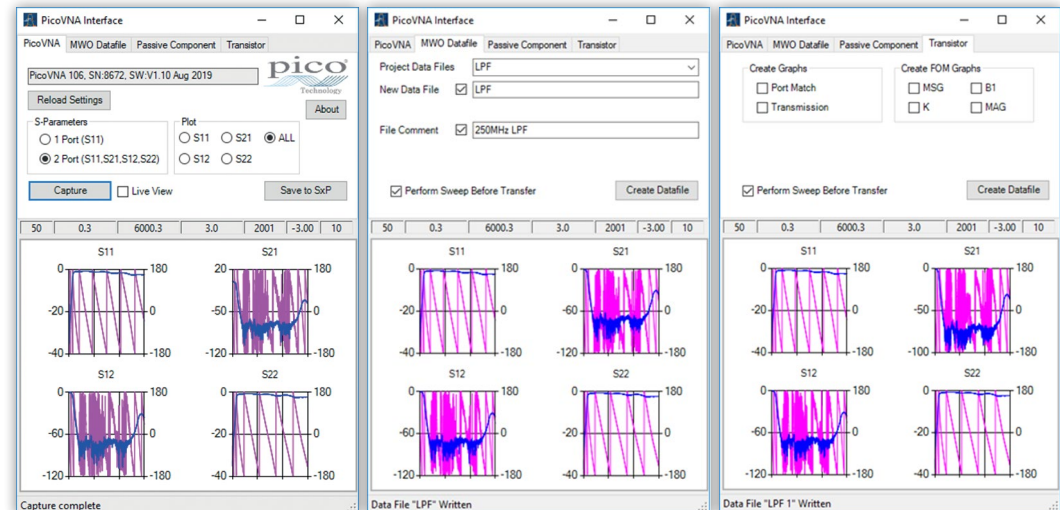 PicoVNA Interface
PicoVNA MWO Datafile Passive Component Transistor
PicoVNA 106, SN:8672, SW:V1.10 Aug 2019
pico
Technology
Reload Settings
About
S-Parameters
1 Port (S11)
2 Port (S11,S21,S12,S22)
Plot
S11 S21 ALL
S12 S22
Capture Live View Save to SxP
50 0.3 6000.3 3.0 2001 -3.00 10
S11
0 180
-20 0
-40 -180
S21
20 180
-50 0
-120 -180
S12
0 180
-60 0
-120 -180
S22
0 180
-20 0
-40 -180
Capture complete
PicoVNA Interface
PicoVNA MWO Datafile Passive Component Transistor
Project Data Files LPF
New Data File LPF
File Comment 250MHz LPF
Perform Sweep Before Transfer Create Datafile
50 0.3 6000.3 3.0 2001 -3.00 10
S11
0 180
-20 0
-40 -180
S21
0 180
-60 0
-120 -180
S12
0 180
-60 0
-120 -180
S22
0 180
-20 0
-40 -180
Data File "LPF" Written
PicoVNA Interface
PicoVNA MWO Datafile Passive Component Transistor
Create Graphs
Port Match
Transmission
Create FOM Graphs
MSG B1
K MAG
Perform Sweep Before Transfer Create Datafile
50 0.3 6000.3 3.0 2001 -3.00 10
S11
0 180
-20 0
-40 -180
S21
0 180
-50 0
-100 -180
S12
0 180
-60 0
-120 -180
S22
0 180
-20 0
-40 -180
Data File "LPF 1" Written